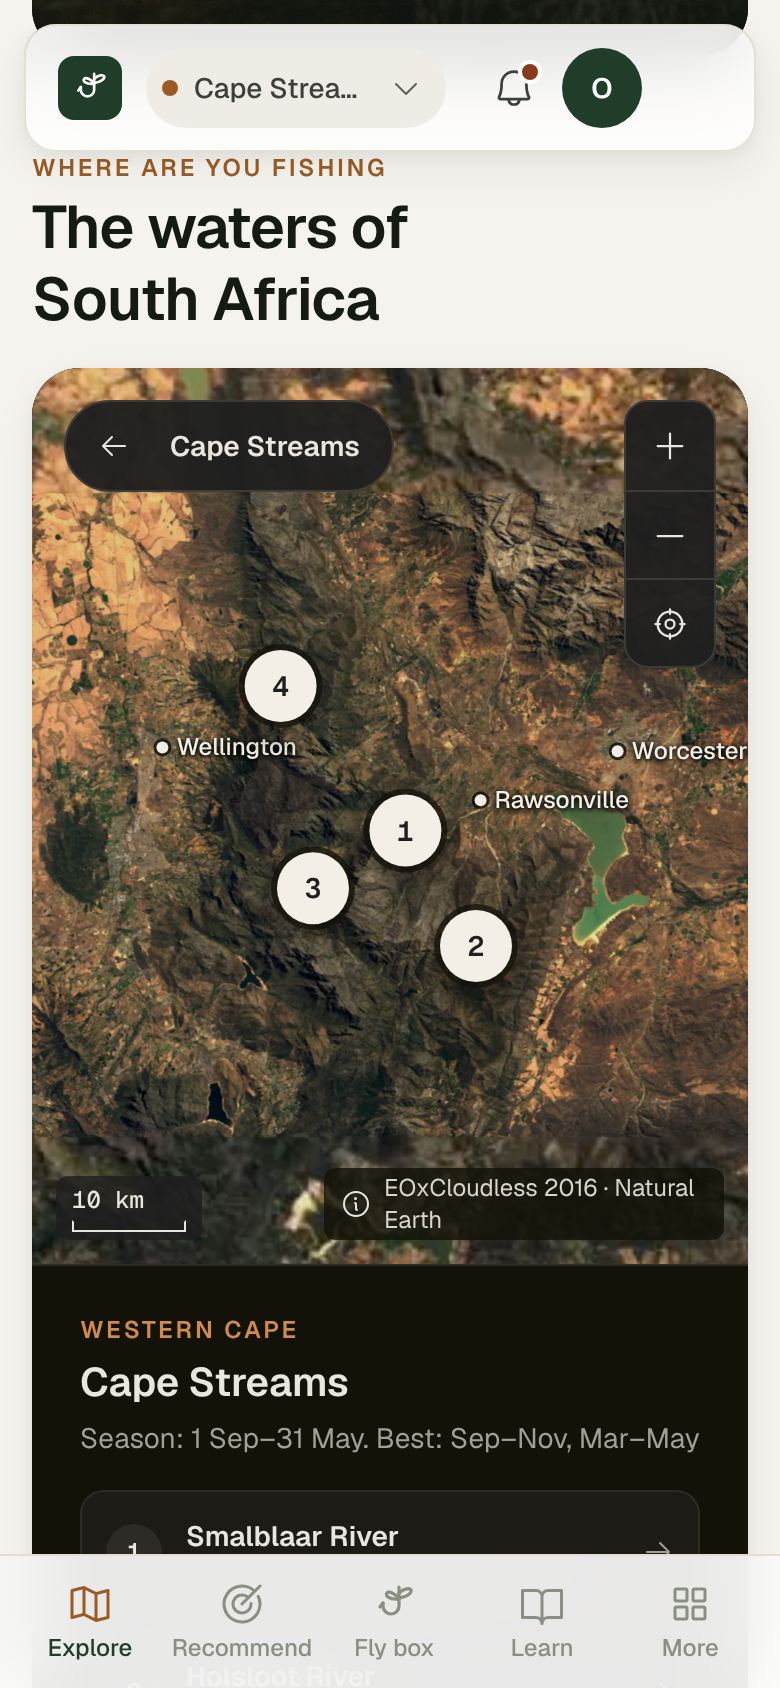 Cape Strea...
O
WHERE ARE YOU FISHING
The waters of
South Africa
Cape Streams
4
Wellington
Worcester
Rawsonville
1
3
2
10 km
EOxCloudless 2016 · Natural
Earth
WESTERN CAPE
Cape Streams
Season: 1 Sep–31 May. Best: Sep–Nov, Mar–May
1
Smalblaar River
Explore
Recommend
Fly box
Learn
More
Holsloot River